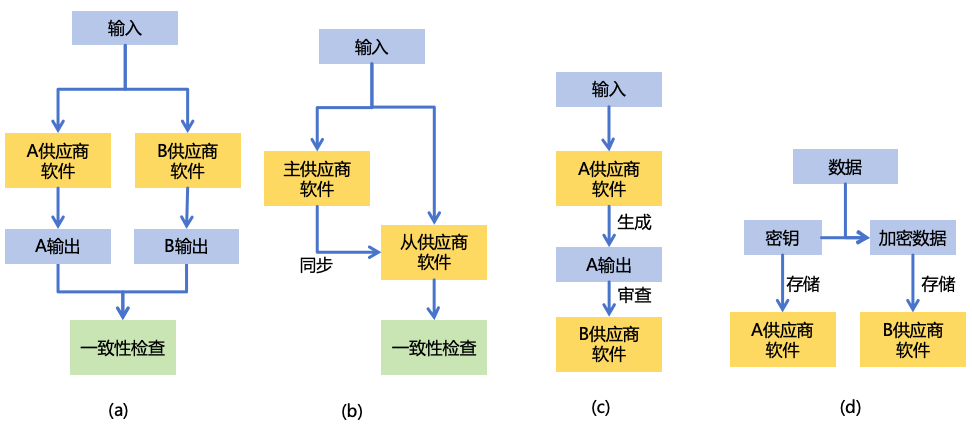 输入
A供应商
软件
B供应商
软件
A输出
B输出
一致性检查
(a)
输入
主供应商
软件
同步
从供应商
软件
一致性检查
(b)
输入
A供应商
软件
生成
A输出
审查
B供应商
软件
(c)
数据
密钥
加密数据
存储
存储
A供应商
软件
B供应商
软件
(d)